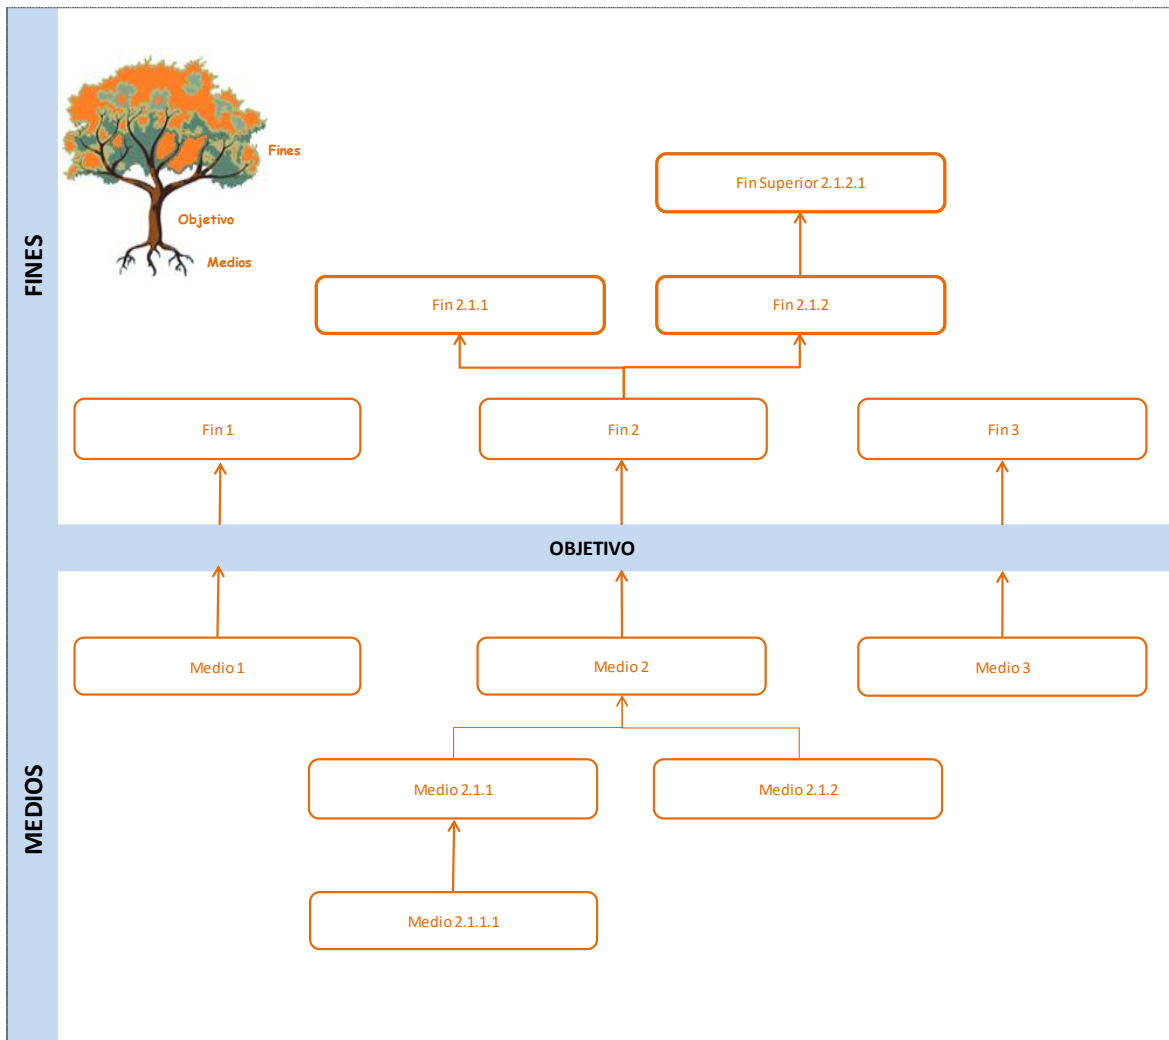 FINES
Fines
Objetivo
Medios
Fin Superior 2.1.2.1
Fin 2.1.1
Fin 2.1.2
Fin 1
Fin 2
Fin 3
OBJETIVO
MEDIOS
Medio 1
Medio 2
Medio 3
Medio 2.1.1
Medio 2.1.2
Medio 2.1.1.1